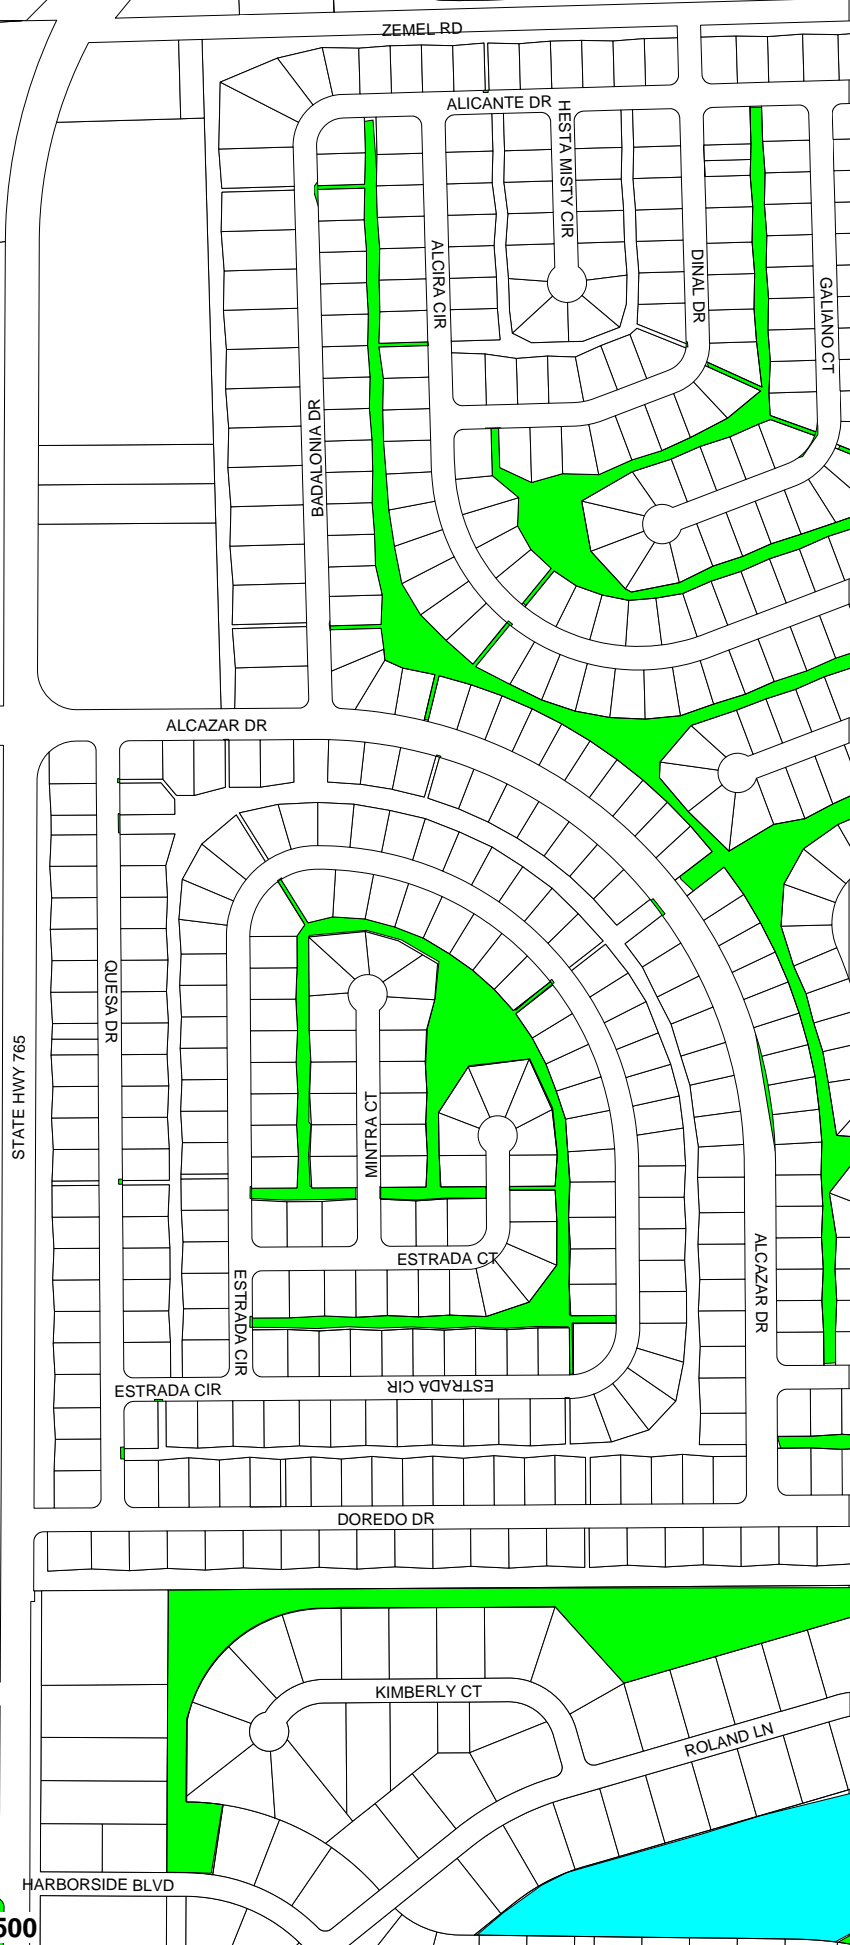 ZEMEL RD
ALICANTE DR
HESTA MISTY CIR
ALCIRA CIR
DINAL DR
GALIANO CT
BADALONIA DR
ALCAZAR DR
QUESA DR
STATE HWY 765
MINTRA CT
ESTRADA CT
ALCAZAR DR
ESTRADA CIR
ESTRADA CIR
ESTRADA CIR
DOREDO DR
KIMBERLY CT
ROLAND LN
HARBORSIDE BLVD
500